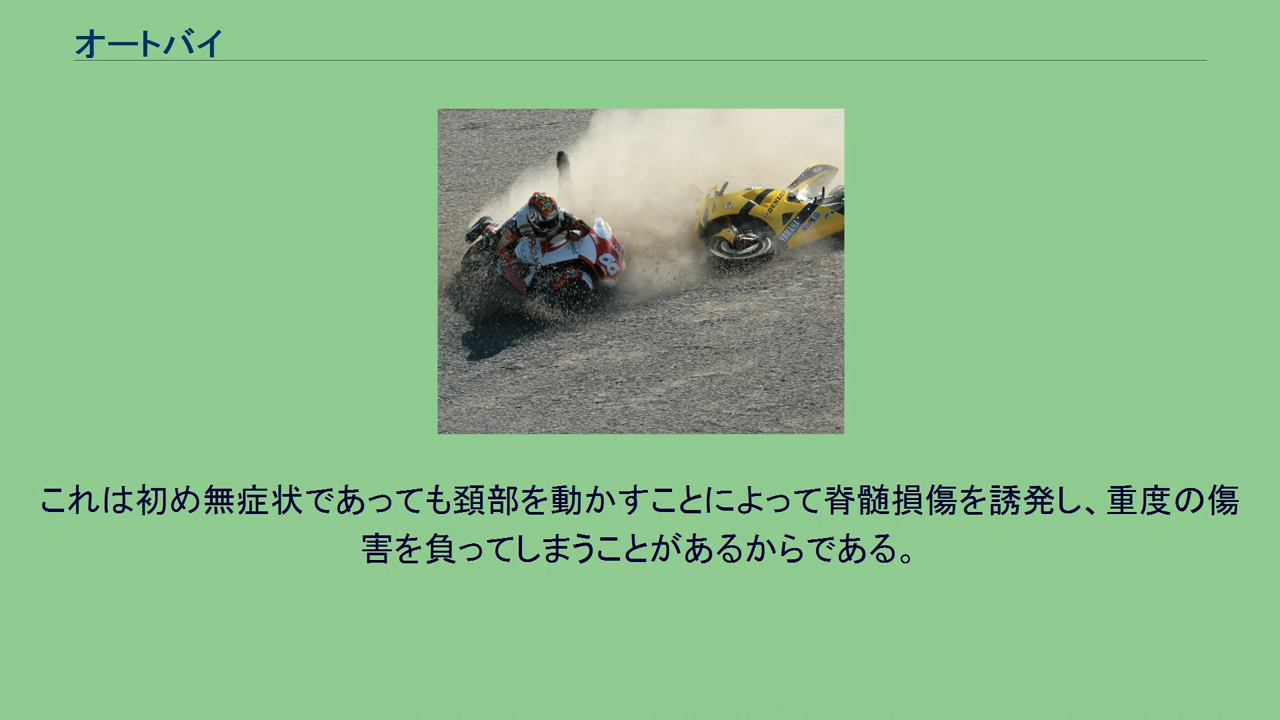 オートバイ
DUNLOP
YAMAHA
これは初め無症状であっても頚部を動かすことによって脊髄損傷を誘発し、重度の傷
害を負ってしまうことがあるからである。